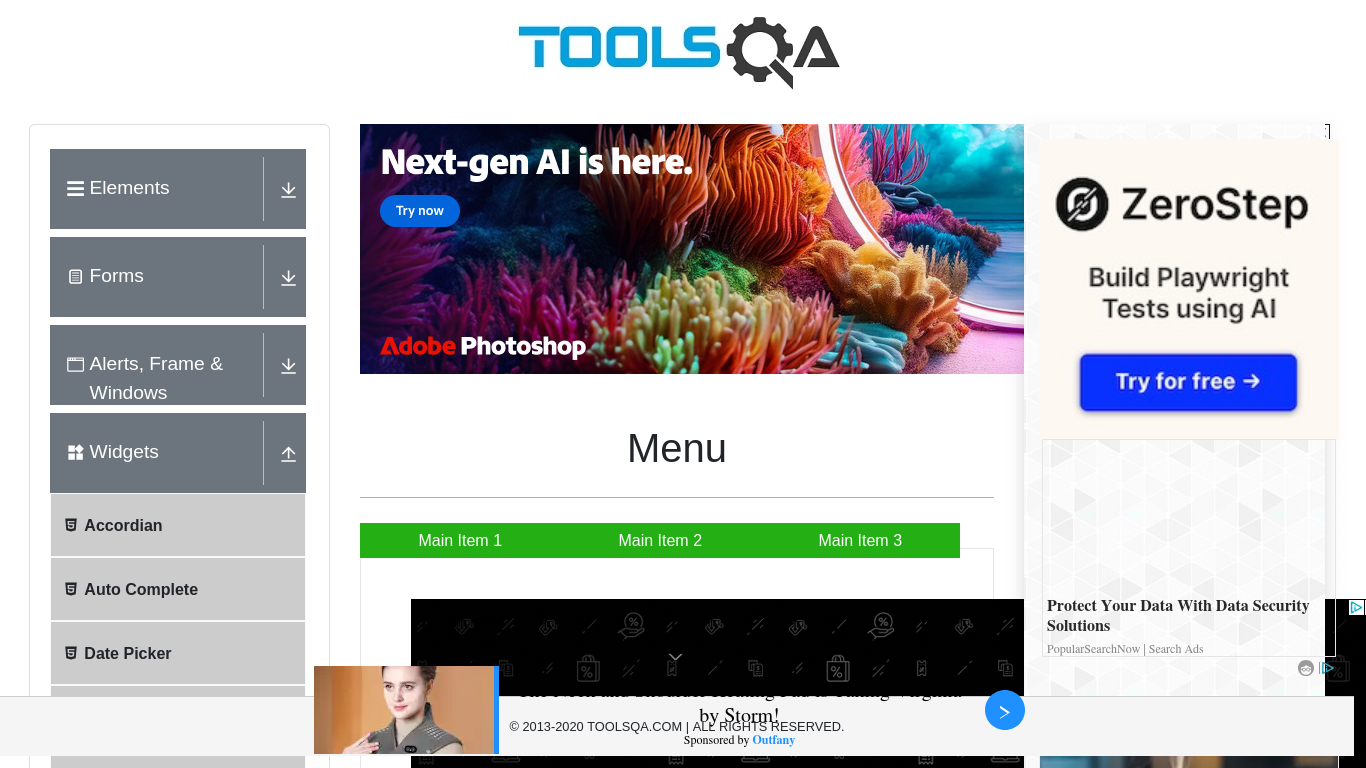 TOOLSQA
Elements
Forms
Alerts, Frame &
Windows
Widgets
Accordian
Auto Complete
Date Picker
Next-gen AI is here.
Try now
Adobe Photoshop
Menu
Main Item 1
Main Item 2
Main Item 3
ZeroStep
Build Playwright
Tests using AI
Try for free →
Protect Your Data With Data Security
Solutions
PopularSearchNow | Search Ads
by Storm!
© 2013-2020 TOOLSQA.COM | ALL RIGHTS RESERVED.
Sponsored by Outfany